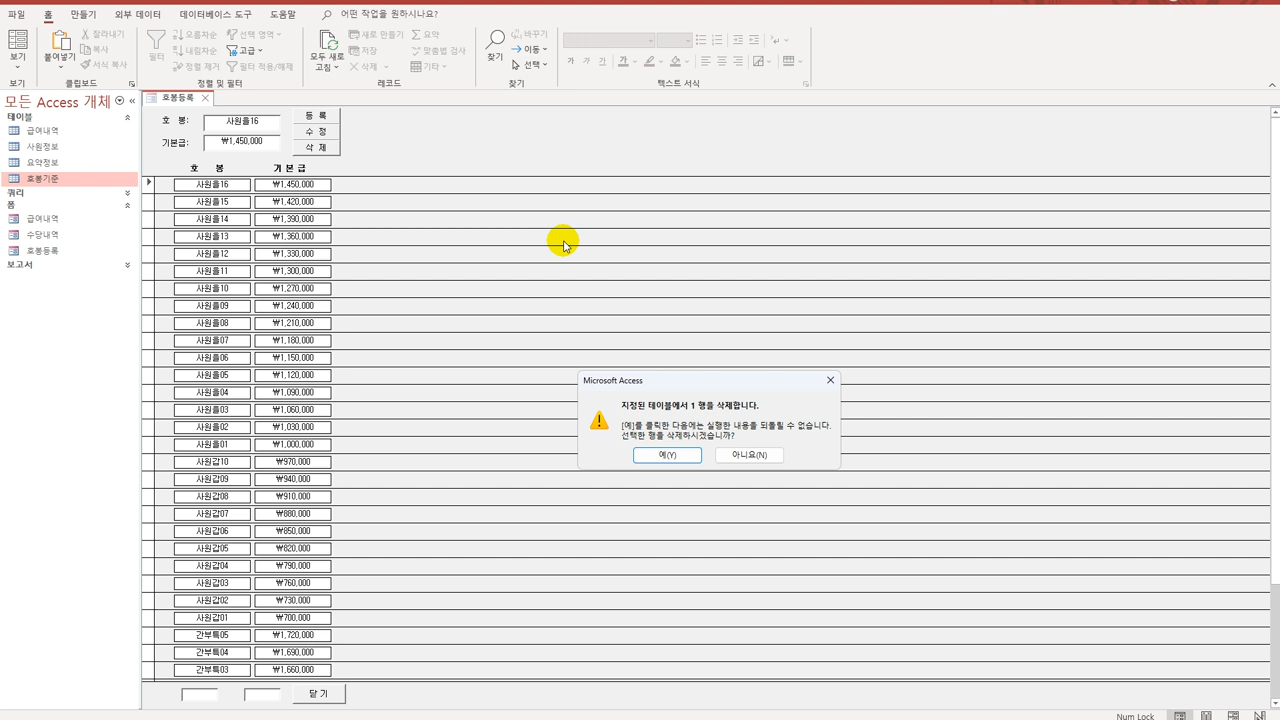 파일 홈 만들기 외부 데이터 데이터베이스 도구 도움말 어떤 작업을 원하시나요?
보기 붙여넣기 잘라내기 복사 서식 복사
필터 오름차순 내림차순 정렬 제거 선택 영역 고급 필터 적용/해제
모두 새로 고침 새로 만들기 저장 삭제 요약 맞춤법 검사 기타
찾기 바꾸기 이동 선택
가 가 가 가 가
보기 클립보드 정렬 및 필터 레코드 찾기 텍스트 서식
모든 Access 개체
테이블
급여내역
사원정보
요약정보
호봉기준
쿼리
폼
급여내역
수당내역
호봉등록
보고서
호봉등록
호 봉: 사원을16 등 록
수 정
기본급: ₩1,450,000
삭 제
호 봉 기 본 급
사원을16 ₩1,450,000
사원을15 ₩1,420,000
사원을14 ₩1,390,000
사원을13 ₩1,360,000
사원을12 ₩1,330,000
사원을11 ₩1,300,000
사원을10 ₩1,270,000
사원을09 ₩1,240,000
사원을08 ₩1,210,000
사원을07 ₩1,180,000
사원을06 ₩1,150,000
사원을05 ₩1,120,000
사원을04 ₩1,090,000
사원을03 ₩1,060,000
사원을02 ₩1,030,000
사원을01 ₩1,000,000
사원갑10 ₩970,000
사원갑09 ₩940,000
사원갑08 ₩910,000
사원갑07 ₩880,000
사원갑06 ₩850,000
사원갑05 ₩820,000
사원갑04 ₩790,000
사원갑03 ₩760,000
사원갑02 ₩730,000
사원갑01 ₩700,000
간부특05 ₩1,720,000
간부특04 ₩1,690,000
간부특03 ₩1,660,000
닫 기
Microsoft Access
지정된 테이블에서 1 행을 삭제합니다.
[예]를 클릭한 다음에는 실행한 내용을 되돌릴 수 없습니다.
선택한 행을 삭제하시겠습니까?
예(Y) 아니요(N)
Num Lock